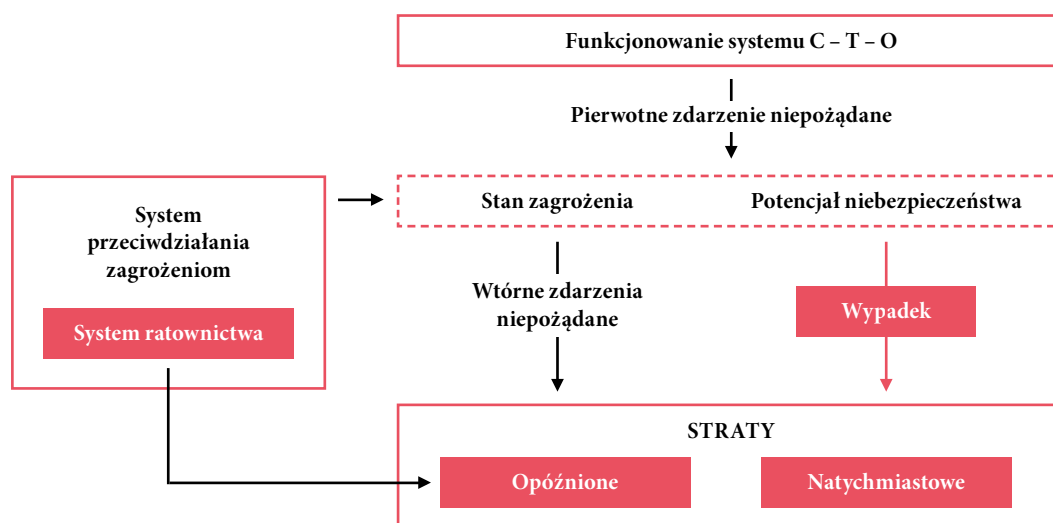 Funkcjonowanie systemu C – T – O
Pierwotne zdarzenie niepożądane
System
przeciwdziałania
zagrożeniom
System ratownictwa
Stan zagrożenia
Potencjał niebezpieczeństwa
Wtórne zdarzenia
niepożądane
Wypadek
STRATY
Opóźnione
Natychmiastowe